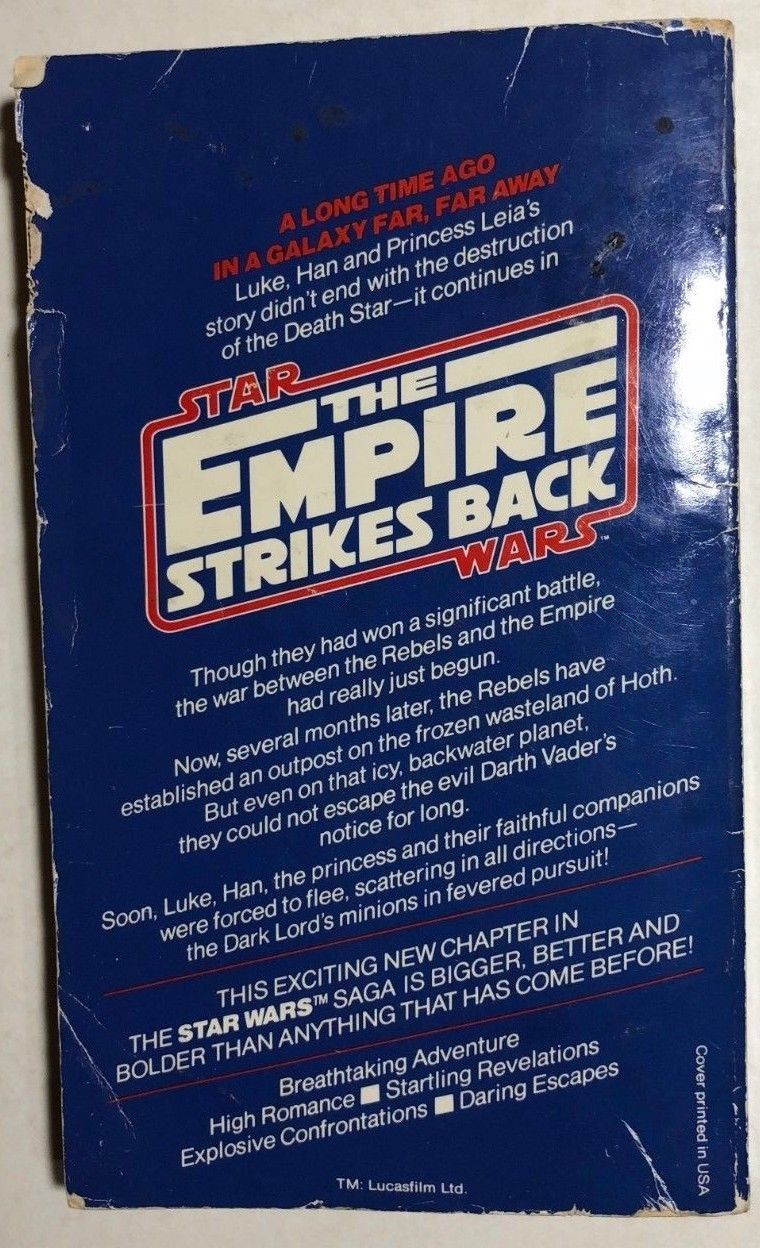 A LONG TIME AGO
IN A GALAXY FAR, FAR AWAY
Luke, Han and Princess Leia's
story didn't end with the destruction
of the Death Star—it continues in
STAR
THE
EMPIRE
STRIKES BACK
WARS™
Though they had won a significant battle,
the war between the Rebels and the Empire
had really just begun.
Now, several months later, the Rebels have
established an outpost on the frozen wasteland of Hoth.
But even on that icy, backwater planet,
they could not escape the evil Darth Vader's
notice for long.
Soon, Luke, Han, the princess and their faithful companions
were forced to flee, scattering in all directions—
the Dark Lord's minions in fevered pursuit!
THIS EXCITING NEW CHAPTER IN
THE STAR WARS™ SAGA IS BIGGER, BETTER AND
BOLDER THAN ANYTHING THAT HAS COME BEFORE!
Breathtaking Adventure
High Romance ■ Startling Revelations
Explosive Confrontations ■ Daring Escapes
TM: Lucasfilm Ltd.
Cover printed in USA